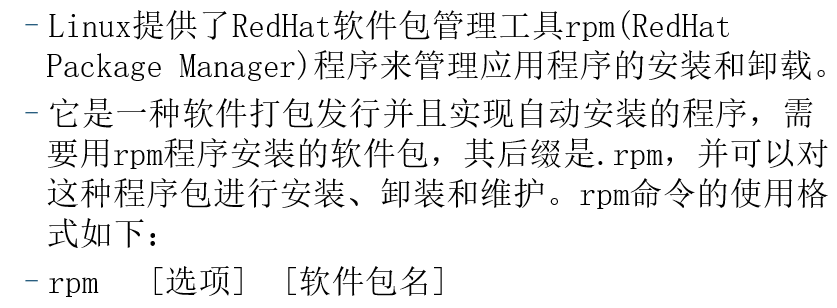 – Linux提供了RedHat软件包管理工具rpm(RedHat
Package Manager)程序来管理应用程序的安装和卸载。
– 它是一种软件打包发行并且实现自动安装的程序，需
要用rpm程序安装的软件包，其后缀是.rpm，并可以对
这种程序包进行安装、卸装和维护。rpm命令的使用格
式如下：
– rpm [选项] [软件包名]